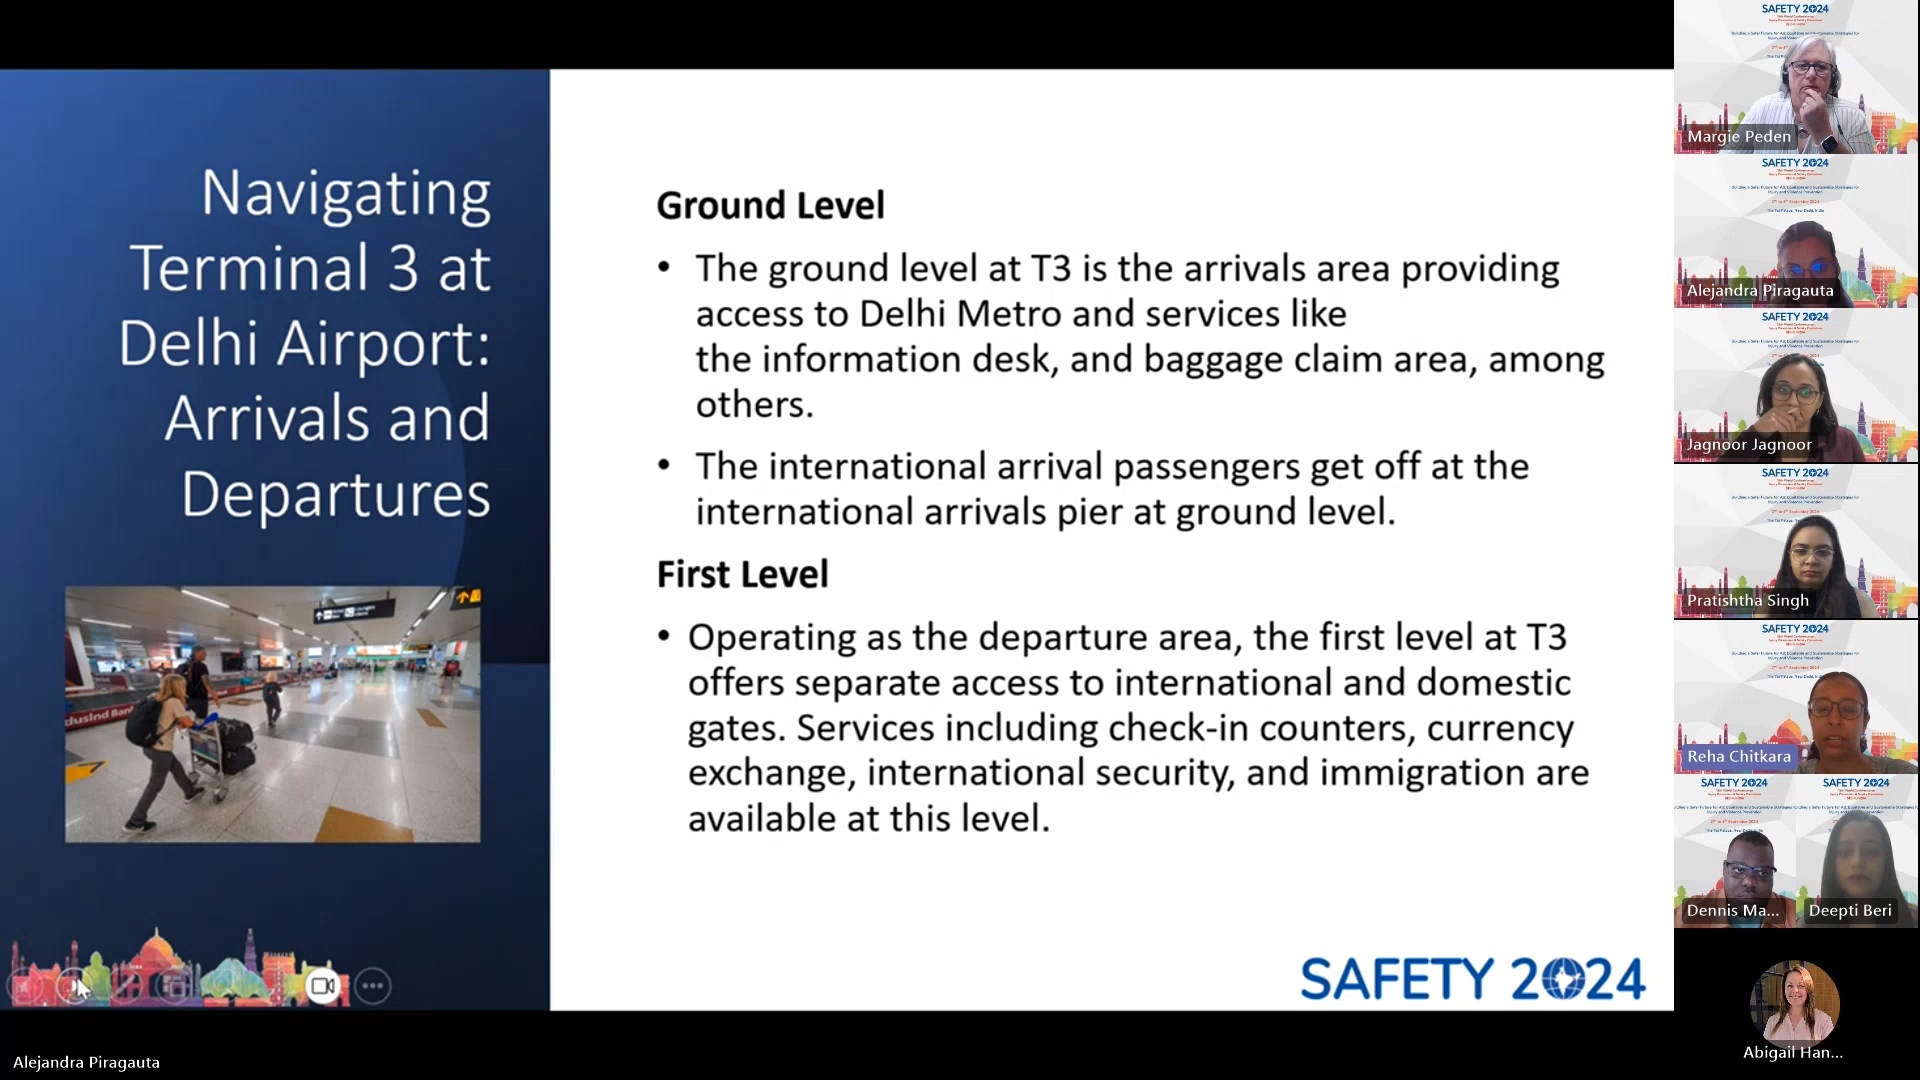 Navigating
Terminal 3 at
Delhi Airport:
Arrivals and
Departures
dusInd Bank
Ground Level
• The ground level at T3 is the arrivals area providing
access to Delhi Metro and services like
the information desk, and baggage claim area, among
others.
• The international arrival passengers get off at the
international arrivals pier at ground level.
First Level
• Operating as the departure area, the first level at T3
offers separate access to international and domestic
gates. Services including check-in counters, currency
exchange, international security, and immigration are
available at this level.
SAFETY 2024
Alejandra Piragauta
SAFETY 2024
Margie Peden
SAFETY 2024
Alejandra Piragauta
SAFETY 2024
Jagnoor Jagnoor
SAFETY 2024
Pratishtha Singh
SAFETY 2024
Reha Chitkara
SAFETY 2024
Dennis Ma...
SAFETY 2024
Deepti Beri
Abigail Han...